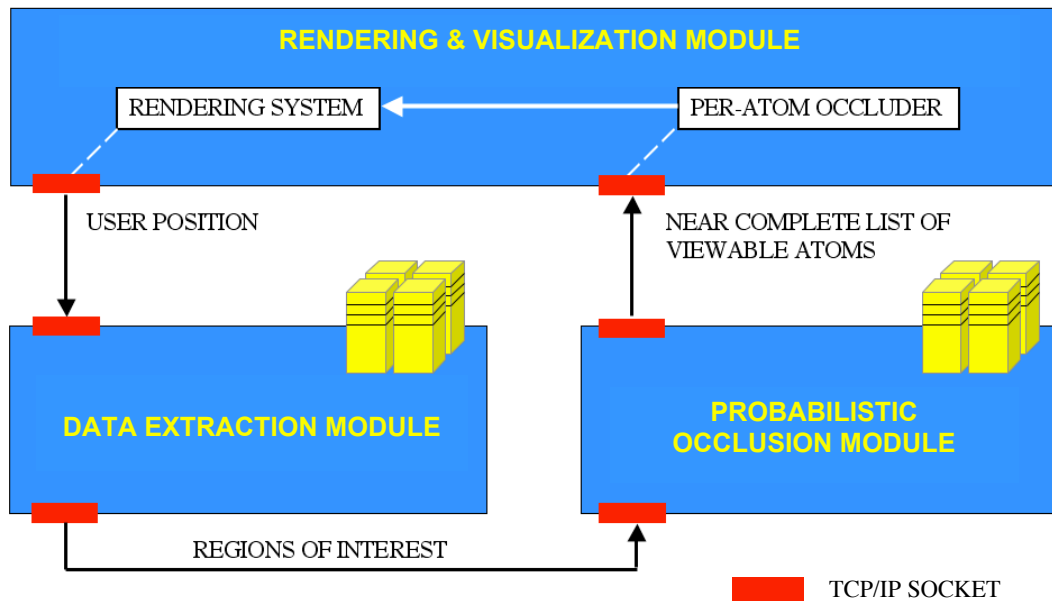 RENDERING & VISUALIZATION MODULE
RENDERING SYSTEM
PER-ATOM OCCLUDER
USER POSITION
NEAR COMPLETE LIST OF
VIEWABLE ATOMS
DATA EXTRACTION MODULE
PROBABILISTIC
OCCLUSION MODULE
REGIONS OF INTEREST
TCP/IP SOCKET